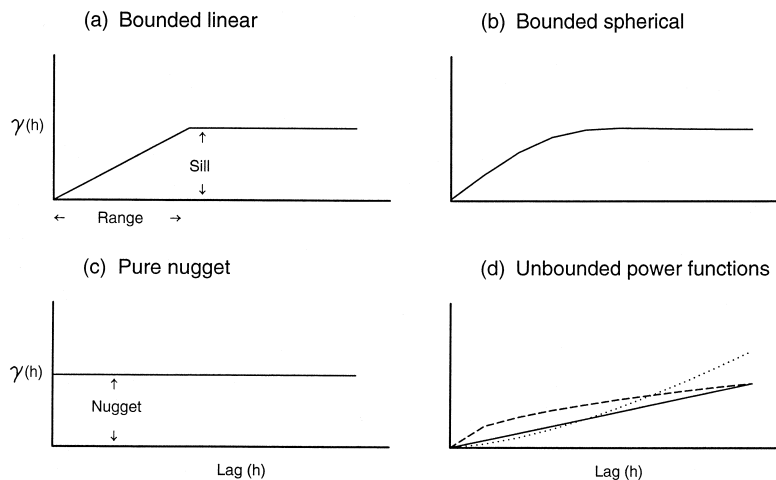 (a) Bounded linear
(b) Bounded spherical
γ(h)
Sill
Range
(c) Pure nugget
(d) Unbounded power functions
γ(h)
Nugget
Lag (h)
Lag (h)